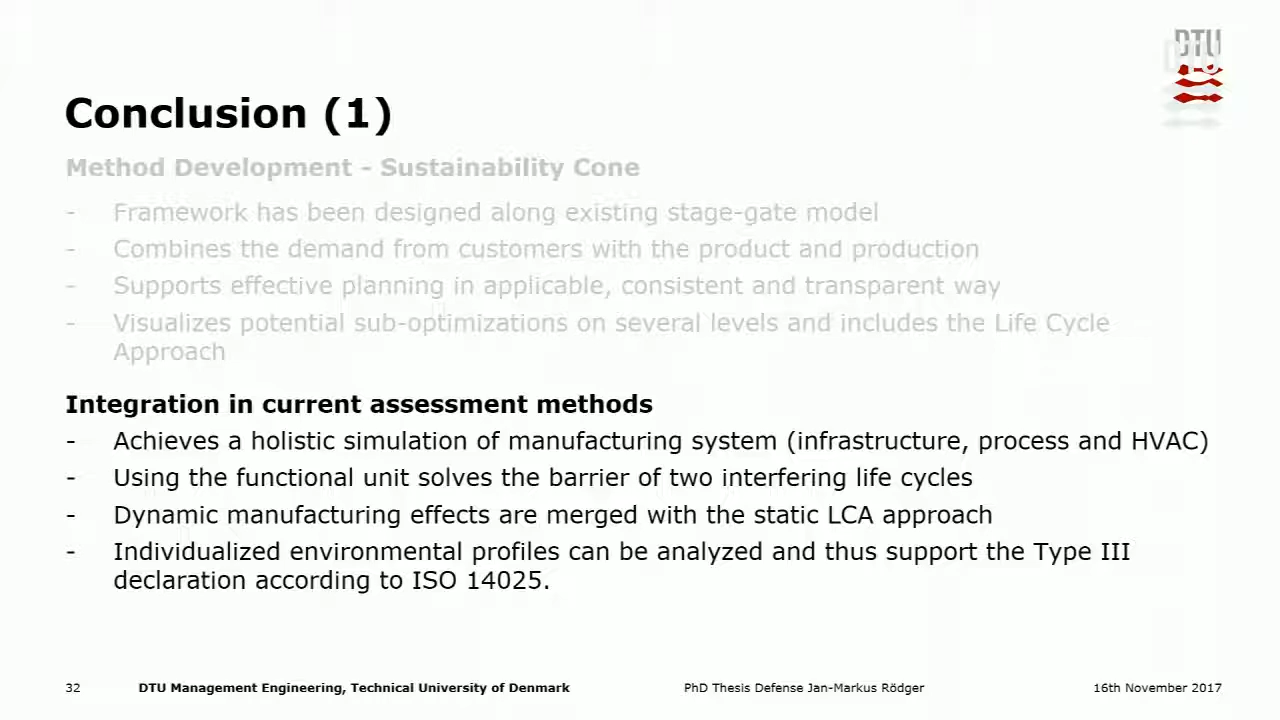 DTU
Conclusion (1)
Method Development - Sustainability Cone
- Framework has been designed along existing stage-gate model
- Combines the demand from customers with the product and production
- Supports effective planning in applicable, consistent and transparent way
- Visualizes potential sub-optimizations on several levels and includes the Life Cycle
Approach
Integration in current assessment methods
- Achieves a holistic simulation of manufacturing system (infrastructure, process and HVAC)
- Using the functional unit solves the barrier of two interfering life cycles
- Dynamic manufacturing effects are merged with the static LCA approach
- Individualized environmental profiles can be analyzed and thus support the Type III
declaration according to ISO 14025.
32 DTU Management Engineering, Technical University of Denmark PhD Thesis Defense Jan-Markus Rödger 16th November 2017